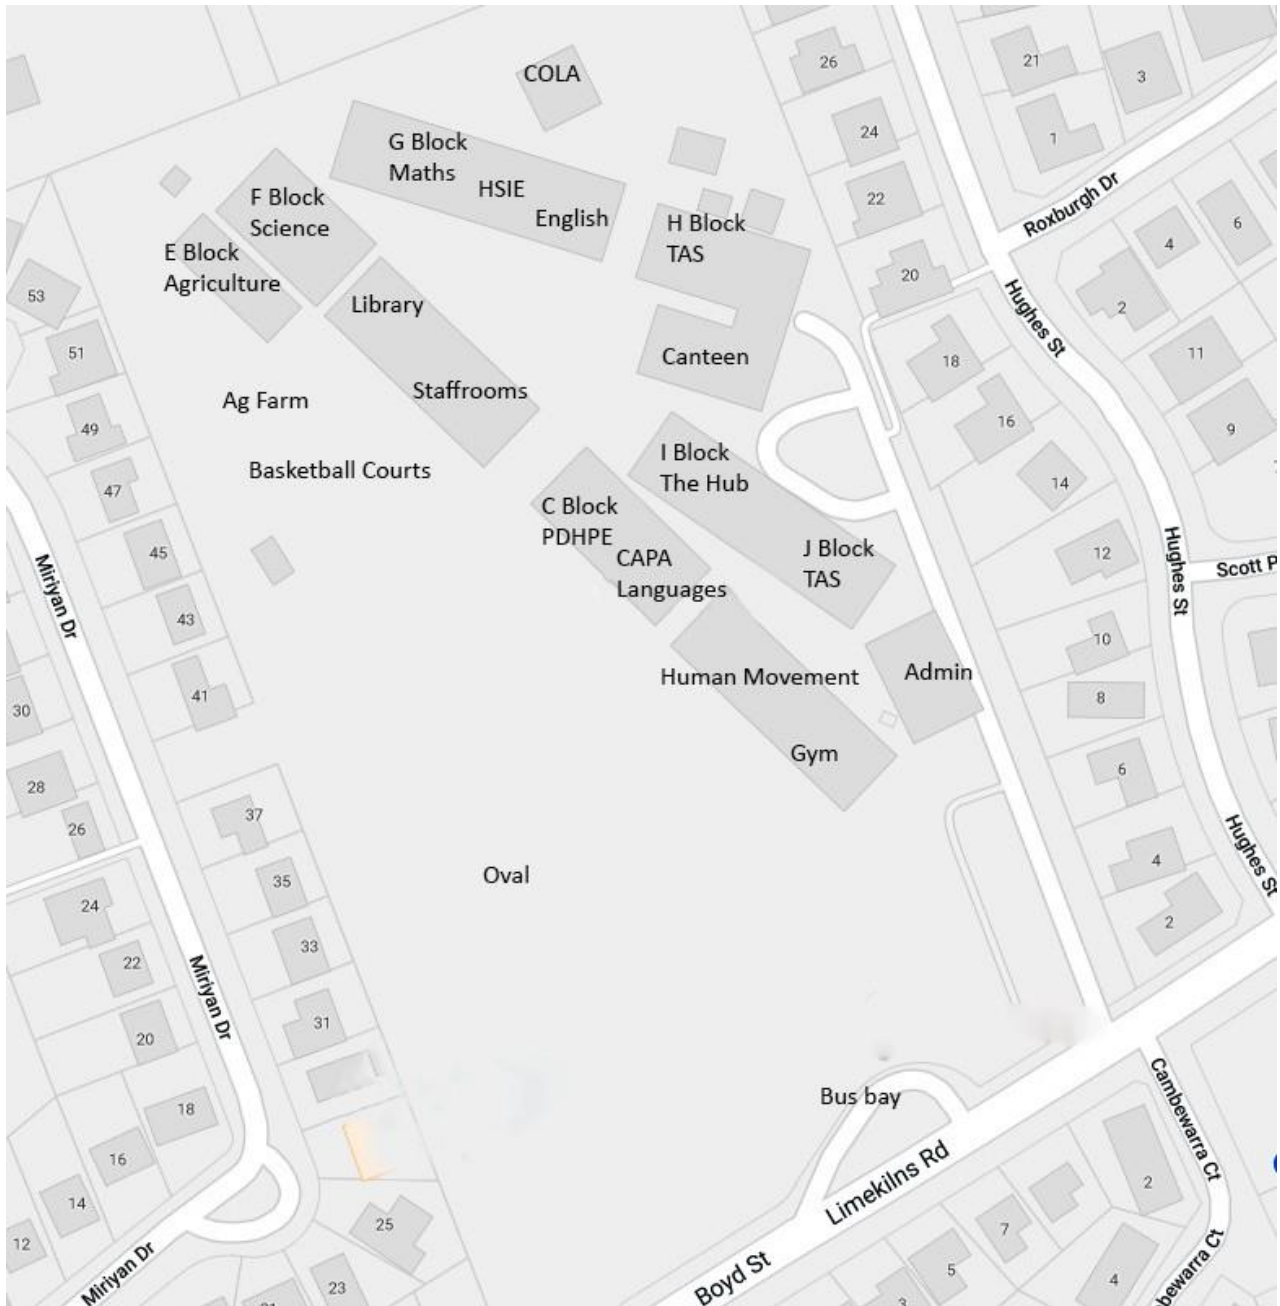 COLA
26
21
3
24
1
G Block
Maths
HSIE
English
22
Roxburgh Dr
F Block
Science
H Block
TAS
6
4
E Block
Agriculture
20
53
Library
2
Hughes St
51
Canteen
18
11
Staffrooms
Ag Farm
49
16
9
Basketball Courts
I Block
The Hub
47
14
C Block
PDHPE
CAPA
Languages
J Block
TAS
45
12
Hughes St
Scott P
Miriyan Dr
43
10
Human Movement
Admin
41
8
30
Gym
6
28
37
26
Hughes St
4
Oval
35
24
2
33
22
Miriyan Dr
31
20
Bus bay
Cambewarra Ct
18
16
Limekilns Rd
2
14
25
7
12
Miriyan Dr
Boyd St
5
4
bewarra Ct
23